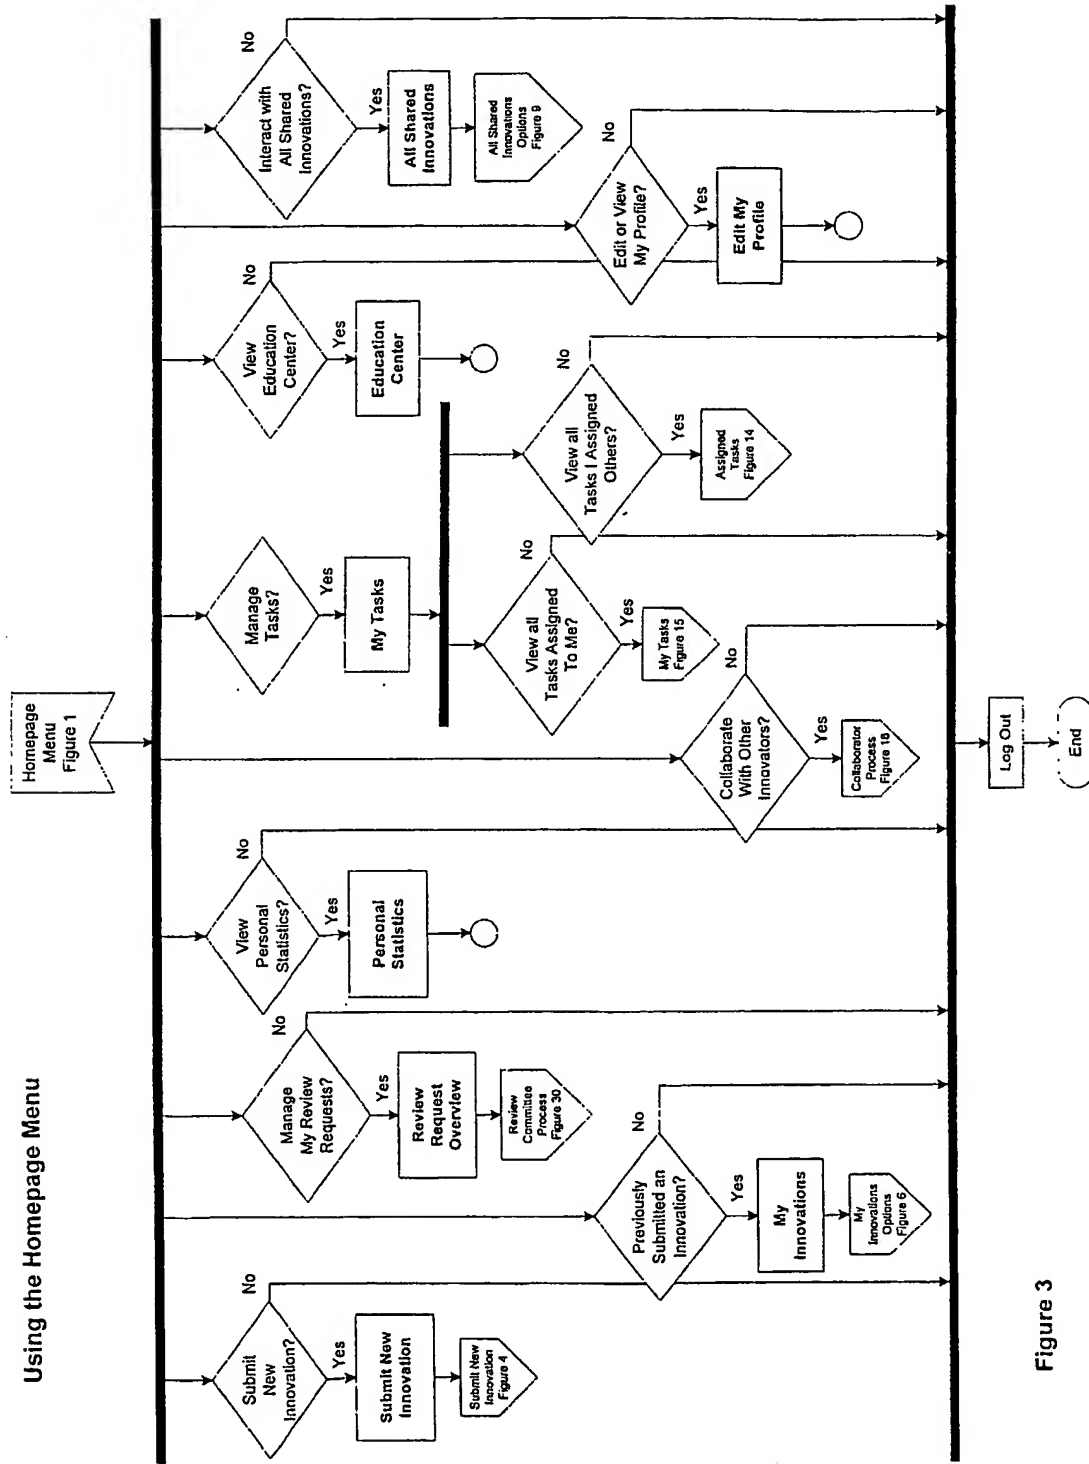 Using the Homepage Menu
Homepage
Menu
Figure 1
Submit
New
Innovation?
No
Yes
Submit New
Innovation
Submit New
Innovation
Figure 4
Previously
Submitted an
Innovation?
No
Yes
My
Innovations
My
Innovations
Options
Figure 6
Manage
My Review
Requests?
No
Yes
Review
Request
Overview
Review
Committee
Process
Figure 30
View
Personal
Statistics?
No
Yes
Personal
Statistics
Collaborate
With Other
Innovators?
No
Yes
Collaborator
Process
Figure 18
Manage
Tasks?
Yes
My Tasks
View all
Tasks Assigned
To Me?
No
Yes
My Tasks
Figure 15
View all
Tasks I Assigned
Others?
No
Yes
Assigned
Tasks
Figure 14
View
Education
Center?
No
Yes
Education
Center
Edit or View
My Profile?
No
Yes
Edit My
Profile
Interact with
All Shared
Innovations?
No
Yes
All Shared
Innovations
All Shared
Innovations
Options
Figure 9
Log Out
End
Figure 3